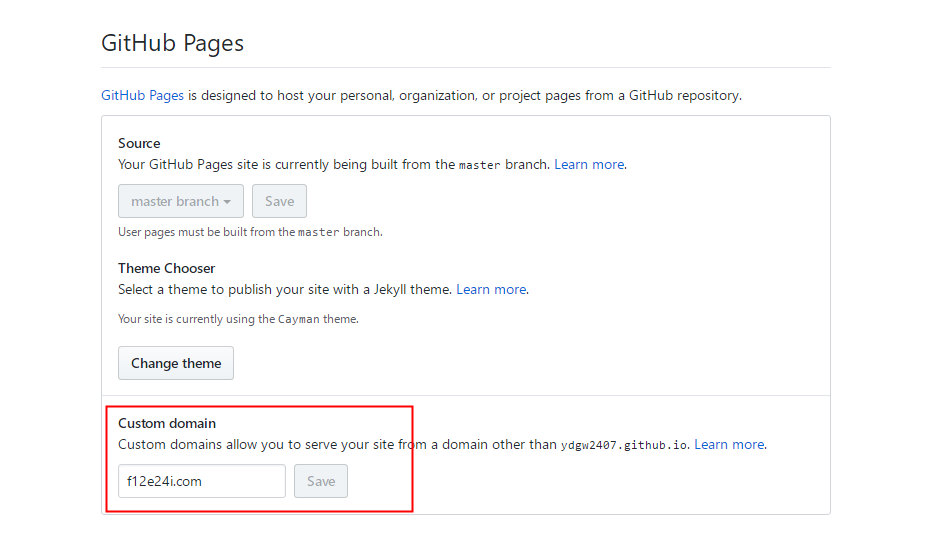 GitHub Pages
GitHub Pages is designed to host your personal, organization, or project pages from a GitHub repository.
Source
Your GitHub Pages site is currently being built from the master branch. Learn more.
master branch
Save
User pages must be built from the master branch.
Theme Chooser
Select a theme to publish your site with a Jekyll theme. Learn more.
Your site is currently using the Cayman theme.
Change theme
Custom domain
Custom domains allow you to serve your site from a domain other than ydgw2407.github.io. Learn more.
f12e24i.com
Save